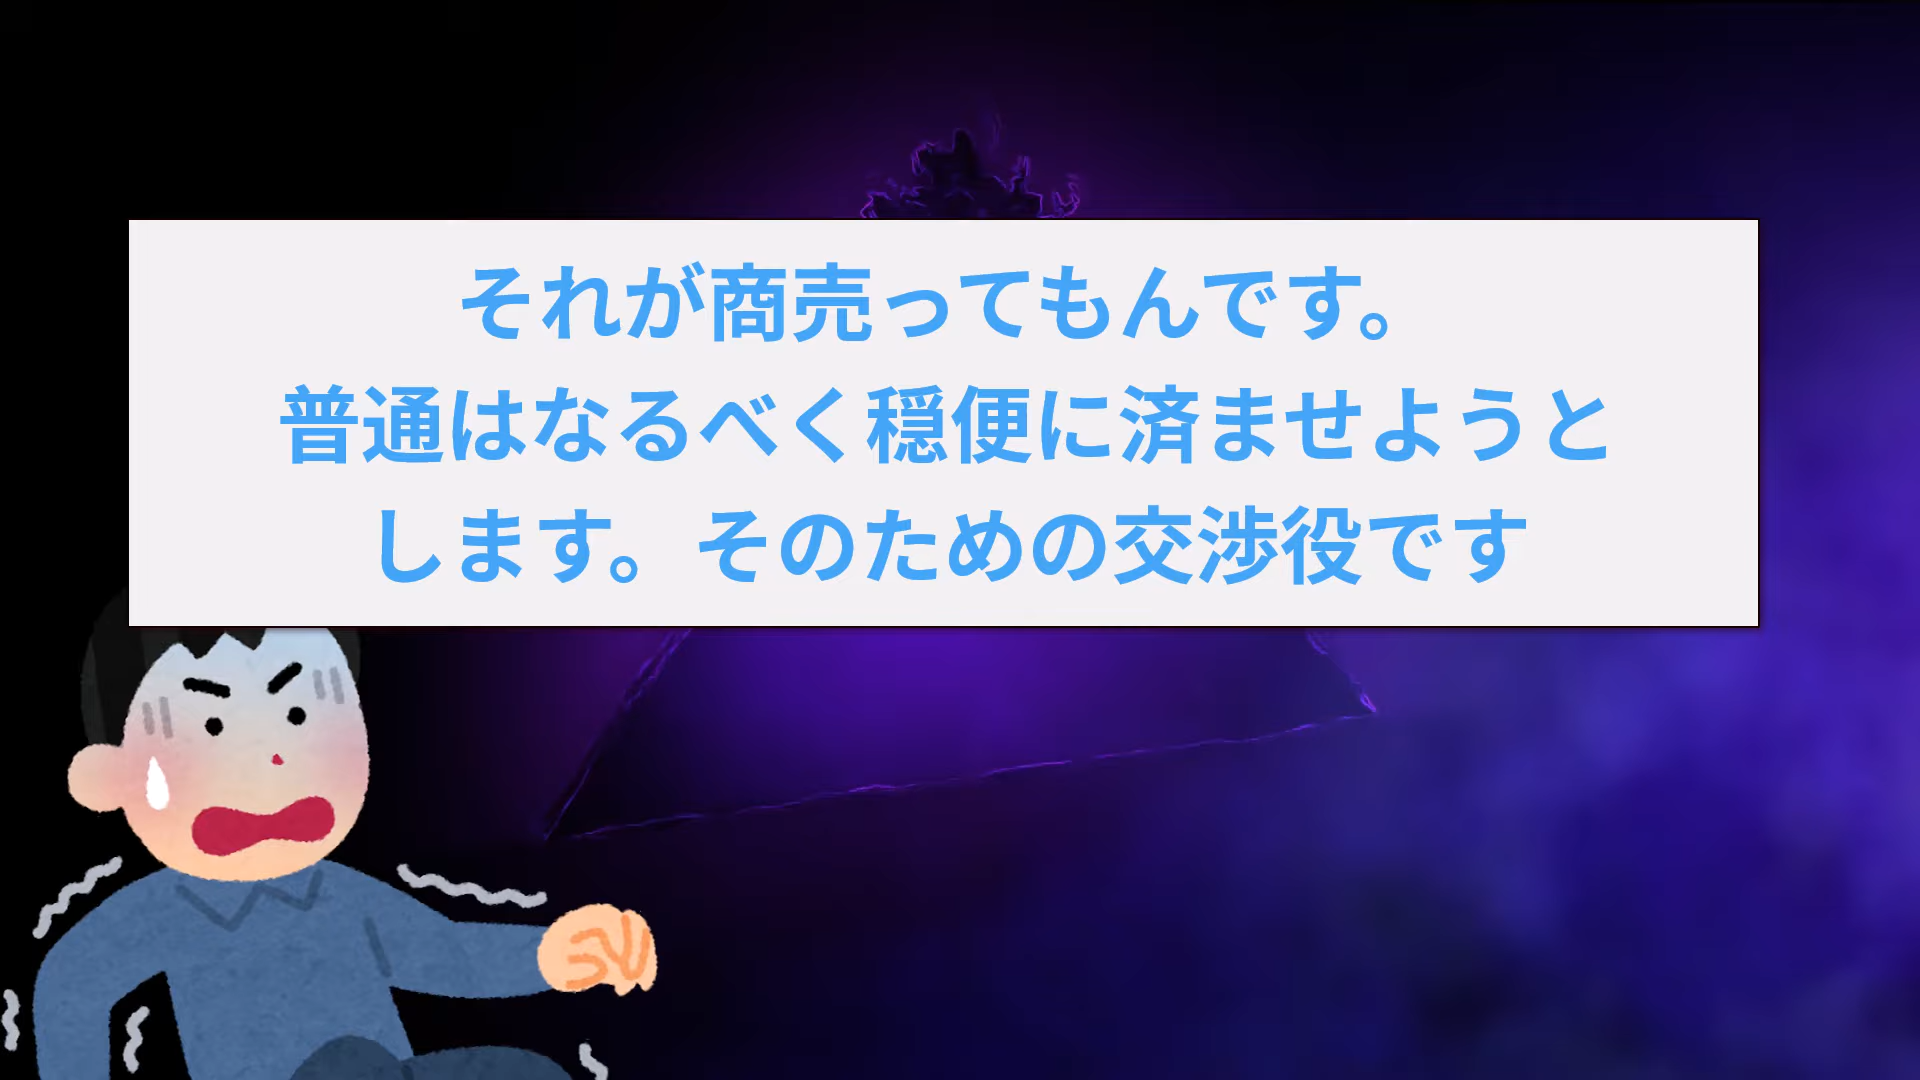 それが商売ってもんです。
普通はなるべく穏便に済ませようと
します。そのための交渉役です